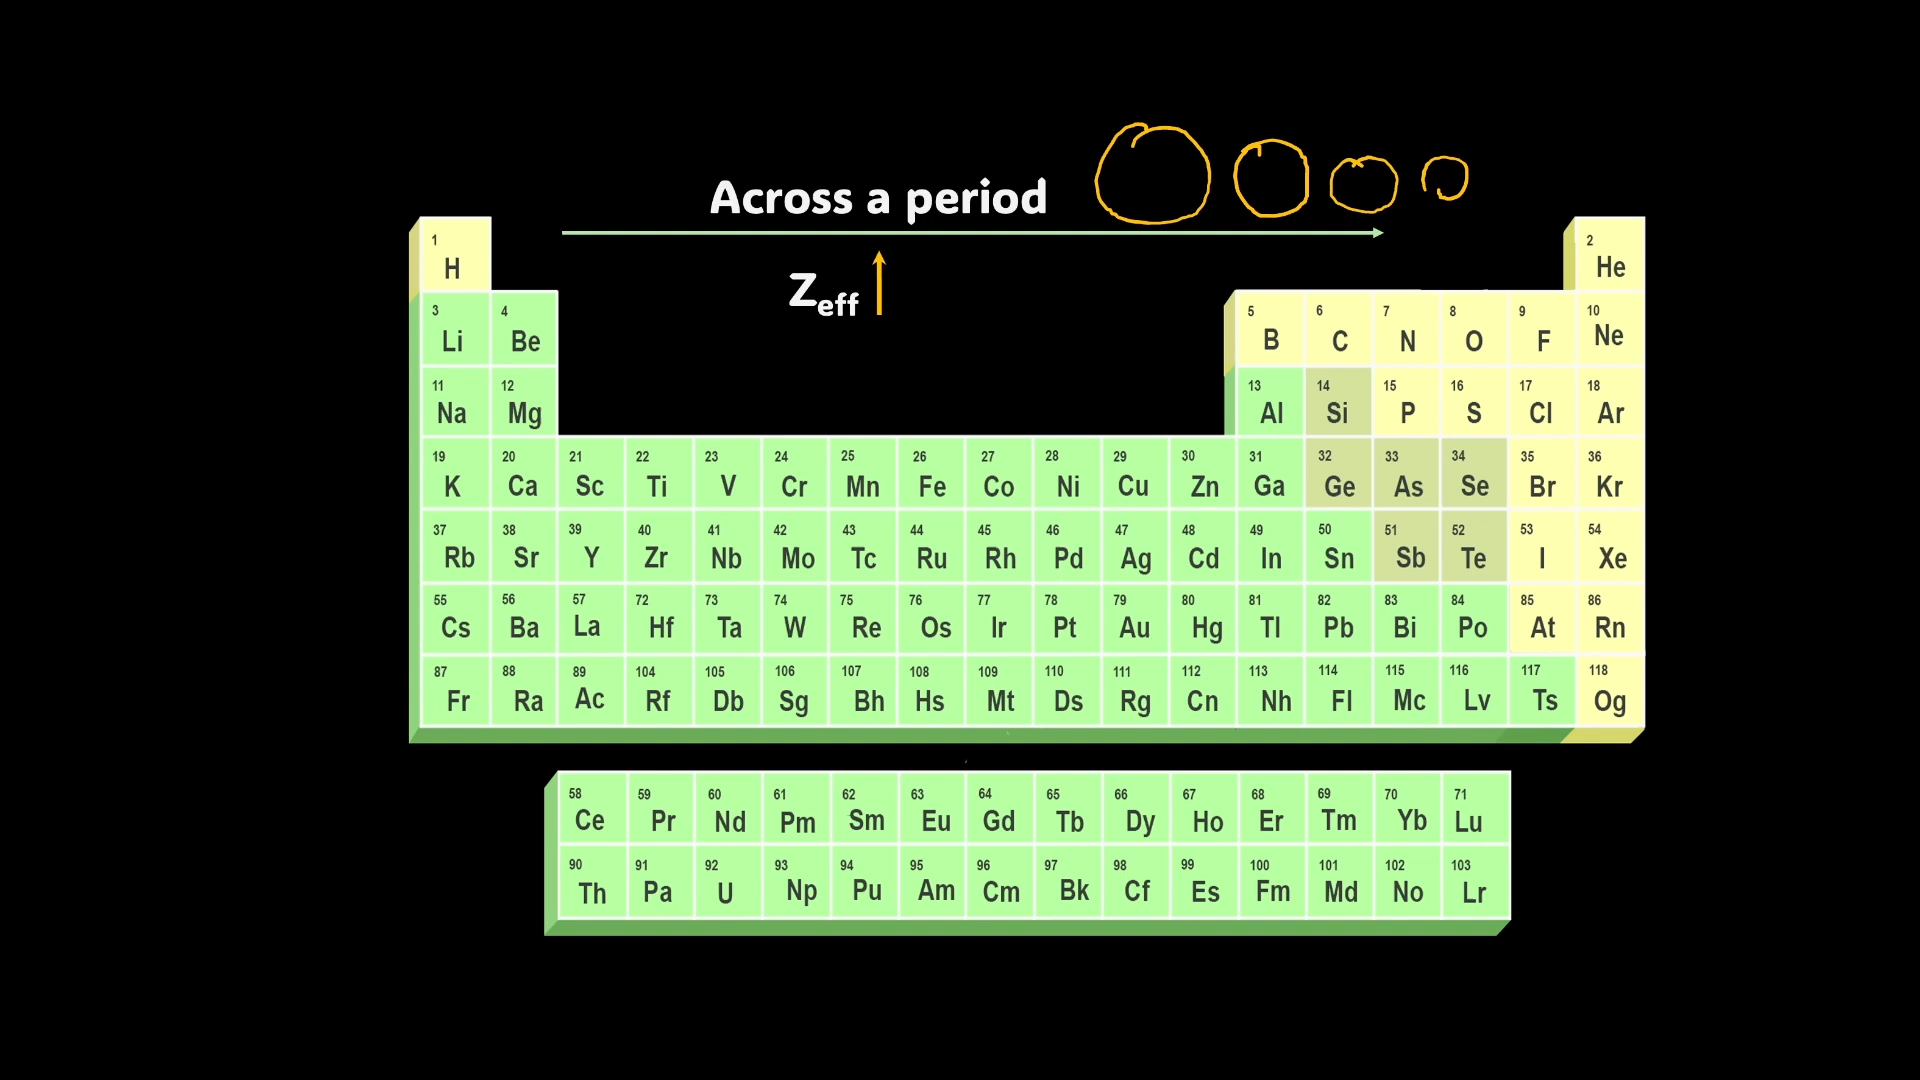 Across a period
Zeff
1 2
H He
3 4 5 6 7 8 9 10
Li Be B C N O F Ne
11 12 13 14 15 16 17 18
Na Mg Al Si P S Cl Ar
19 20 21 22 23 24 25 26 27 28 29 30 31 32 33 34 35 36
K Ca Sc Ti V Cr Mn Fe Co Ni Cu Zn Ga Ge As Se Br Kr
37 38 39 40 41 42 43 44 45 46 47 48 49 50 51 52 53 54
Rb Sr Y Zr Nb Mo Tc Ru Rh Pd Ag Cd In Sn Sb Te I Xe
55 56 57 72 73 74 75 76 77 78 79 80 81 82 83 84 85 86
Cs Ba La Hf Ta W Re Os Ir Pt Au Hg Tl Pb Bi Po At Rn
87 88 89 104 105 106 107 108 109 110 111 112 113 114 115 116 117 118
Fr Ra Ac Rf Db Sg Bh Hs Mt Ds Rg Cn Nh Fl Mc Lv Ts Og
58 59 60 61 62 63 64 65 66 67 68 69 70 71
Ce Pr Nd Pm Sm Eu Gd Tb Dy Ho Er Tm Yb Lu
90 91 92 93 94 95 96 97 98 99 100 101 102 103
Th Pa U Np Pu Am Cm Bk Cf Es Fm Md No Lr